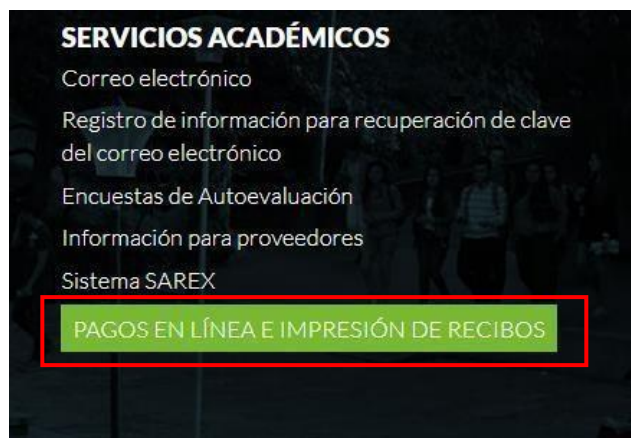 SERVICIOS ACADÉMICOS
Correo electrónico
Registro de información para recuperación de clave
del correo electrónico
Encuestas de Autoevaluación
Información para proveedores
Sistema SAREX
PAGOS EN LÍNEA E IMPRESIÓN DE RECIBOS